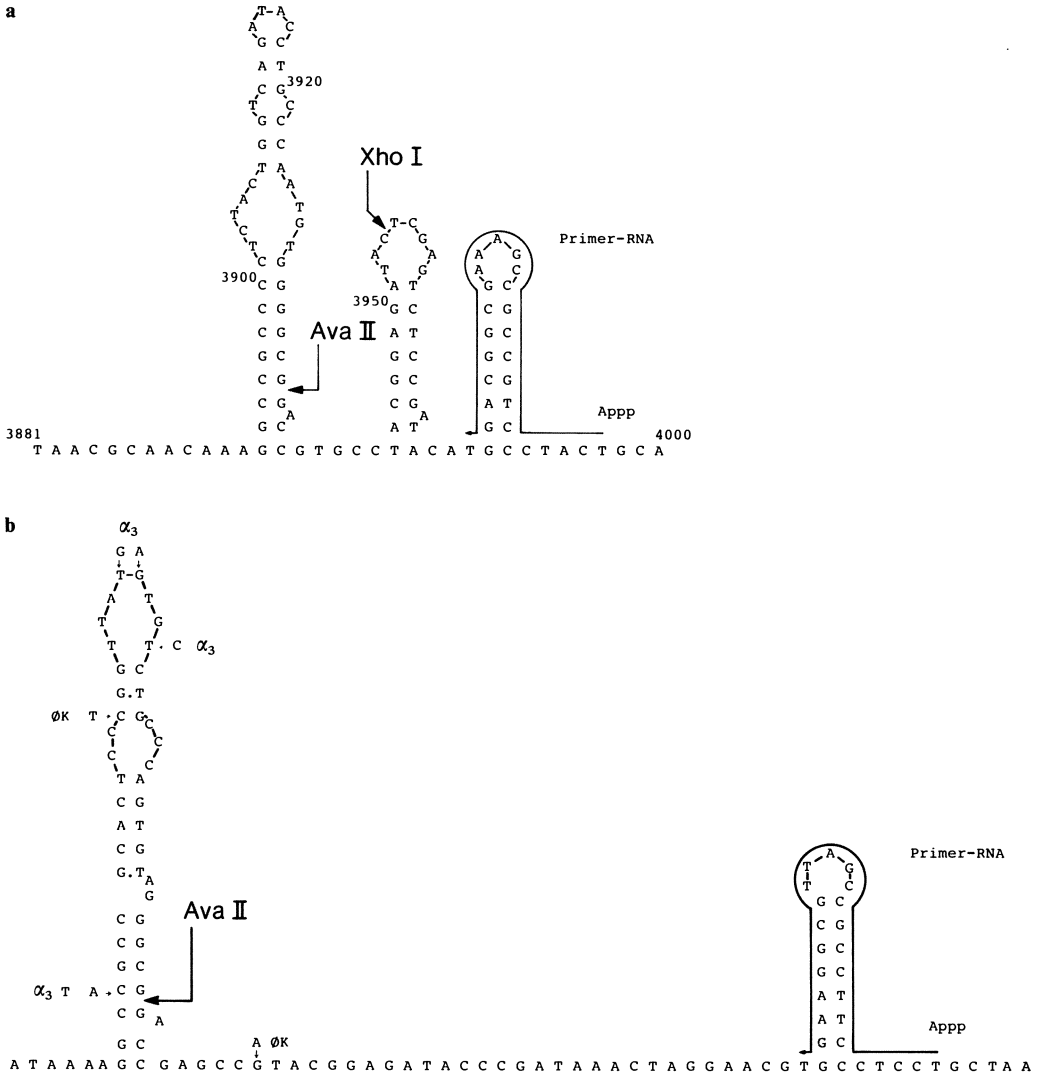 a
T-A
A C
G C
A T
3920
C G
T C
G C
G C
Xho I
T A
C A
A A
T T
T-C
C G
C G
Primer-RNA
T T
A A
A
A G
C G
T G
A C
3900
C G
A T
G C
3950
C G
G C
C G
Ava II
C G
A T
G C
G C
G C
G C
C G
G C
C G
C G
C G
A T
A
A
Appp
G C
A T
G C
3881
4000
T A A C G C A A C A A A G C G T G C C T A C A T G C C T A C T G C A
b
α3
G A
T-G
A T
T G
T T C α3
G C
G.T
ØK T C G
C C
C C
C
T A
C G
A T
C G
G.T A
G
Ava II
C G
C G
G C
α3 T A C G
C G
A
G C
A ØK
Primer-RNA
A
T G
T C
G C
C G
G C
G C
A T
A T
G C
Appp
A T A A A A G C G A G C C G T A C G G A G A T A C C C G A T A A A C T A G G A A C G T G C C T C C T G C T A A